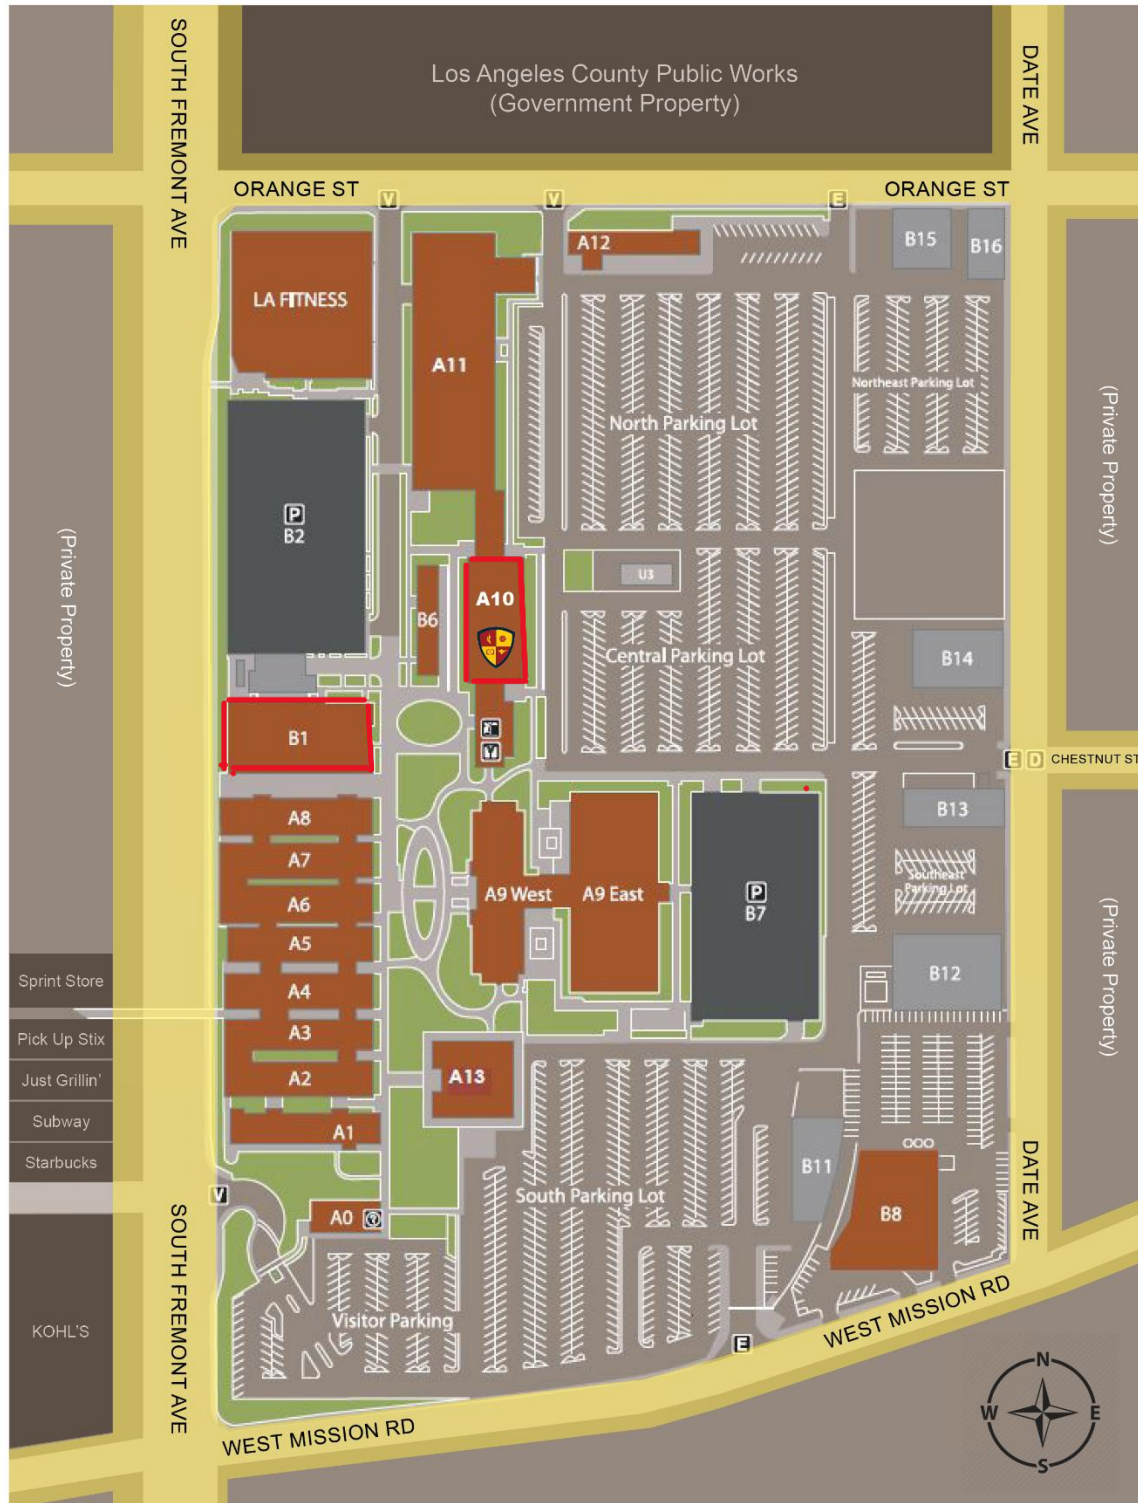 Los Angeles County Public Works
(Government Property)
SOUTH FREMONT AVE
DATE AVE
ORANGE ST
ORANGE ST
V
V
E
A12
B15
B16
LA FITNESS
A11
Northeast Parking Lot
North Parking Lot
(Private Property)
(Private Property)
P
B2
U3
A10
B6
Central Parking Lot
B14
B1
E
D
CHESTNUT ST
A8
B13
A7
Southeast
Parking Lot
A6
A9 West
A9 East
P
B7
(Private Property)
A5
Sprint Store
A4
B12
A3
Pick Up Stix
A2
A13
Just Grillin'
Subway
A1
Starbucks
B11
South Parking Lot
DATE AVE
V
A0
B8
SOUTH FREMONT AVE
Visitor Parking
KOHL'S
E
WEST MISSION RD
WEST MISSION RD
N
W
E
S